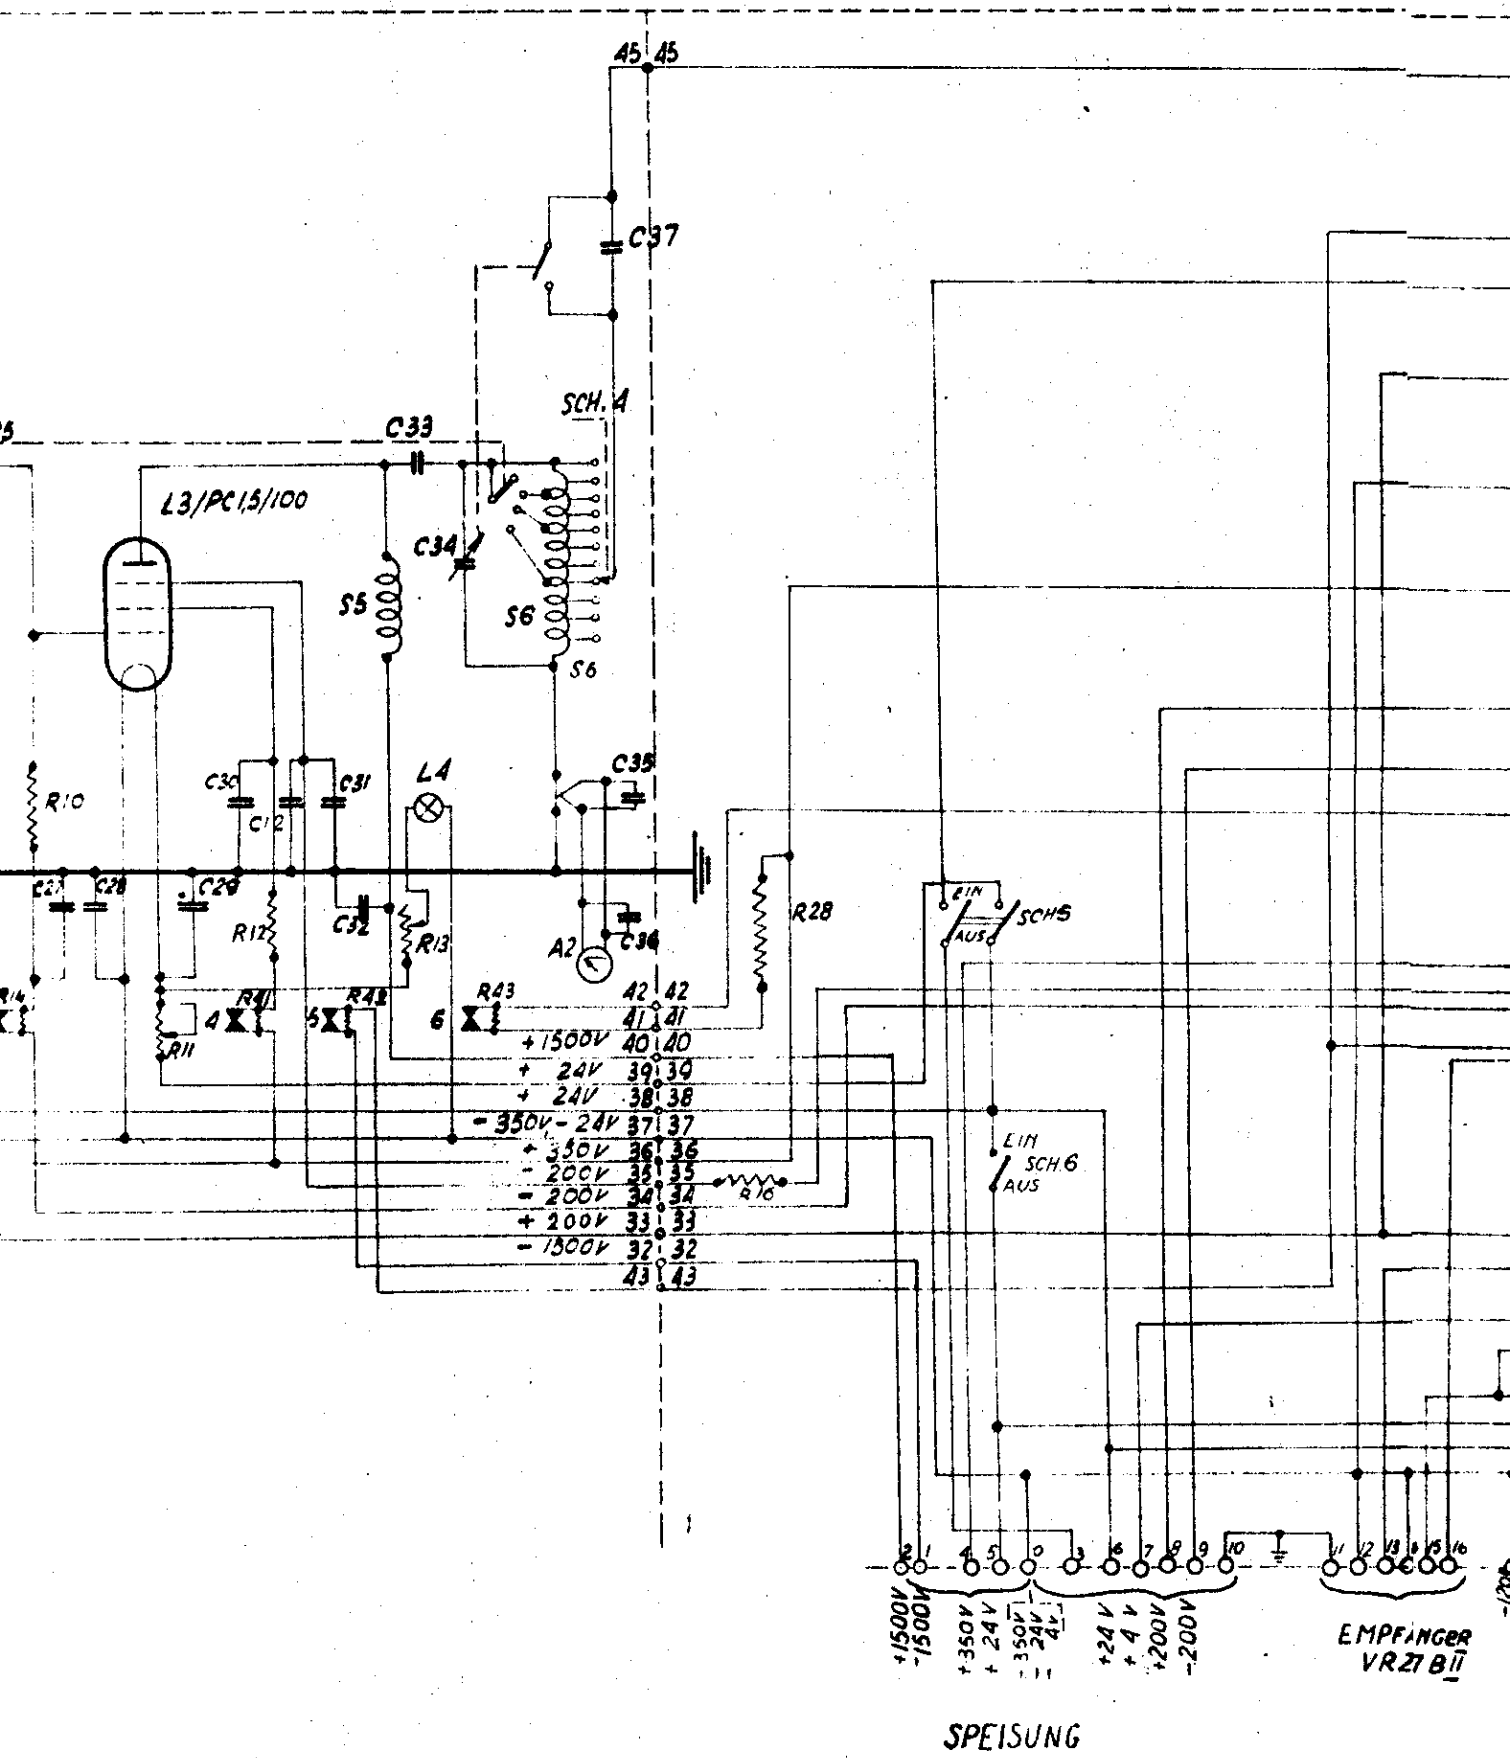 45 45
C37
SCH. 4
C33
L3/PC1,5/100
C34
S5
S6
S6
C35
L4
C30
C31
R10
C12
C27
C28
C29
R12
C32
R13
C36
A2
R28
EIN
AUS
SCH5
R14
R41
R42
R43
4
5
6
R11
42 42
41 41
+1500V 40 40
+ 24V 39 39
+ 24V 38 38
- 350V - 24V 37 37
+ 350V 36 36
- 200V 35 35
R16
- 200V 34 34
+ 200V 33 33
- 1500V 32 32
43 43
EIN
SCH.6
AUS
2 1 4 5 0 3 6 7 8 9 10 11 12 13 14 15 16
+1500V
-1500V
+350V
+ 24V
-350V
- 24V
- 4V
+24V
+ 4V
+200V
-200V
EMPFÄNGER
VR27 BII
SPEISUNG